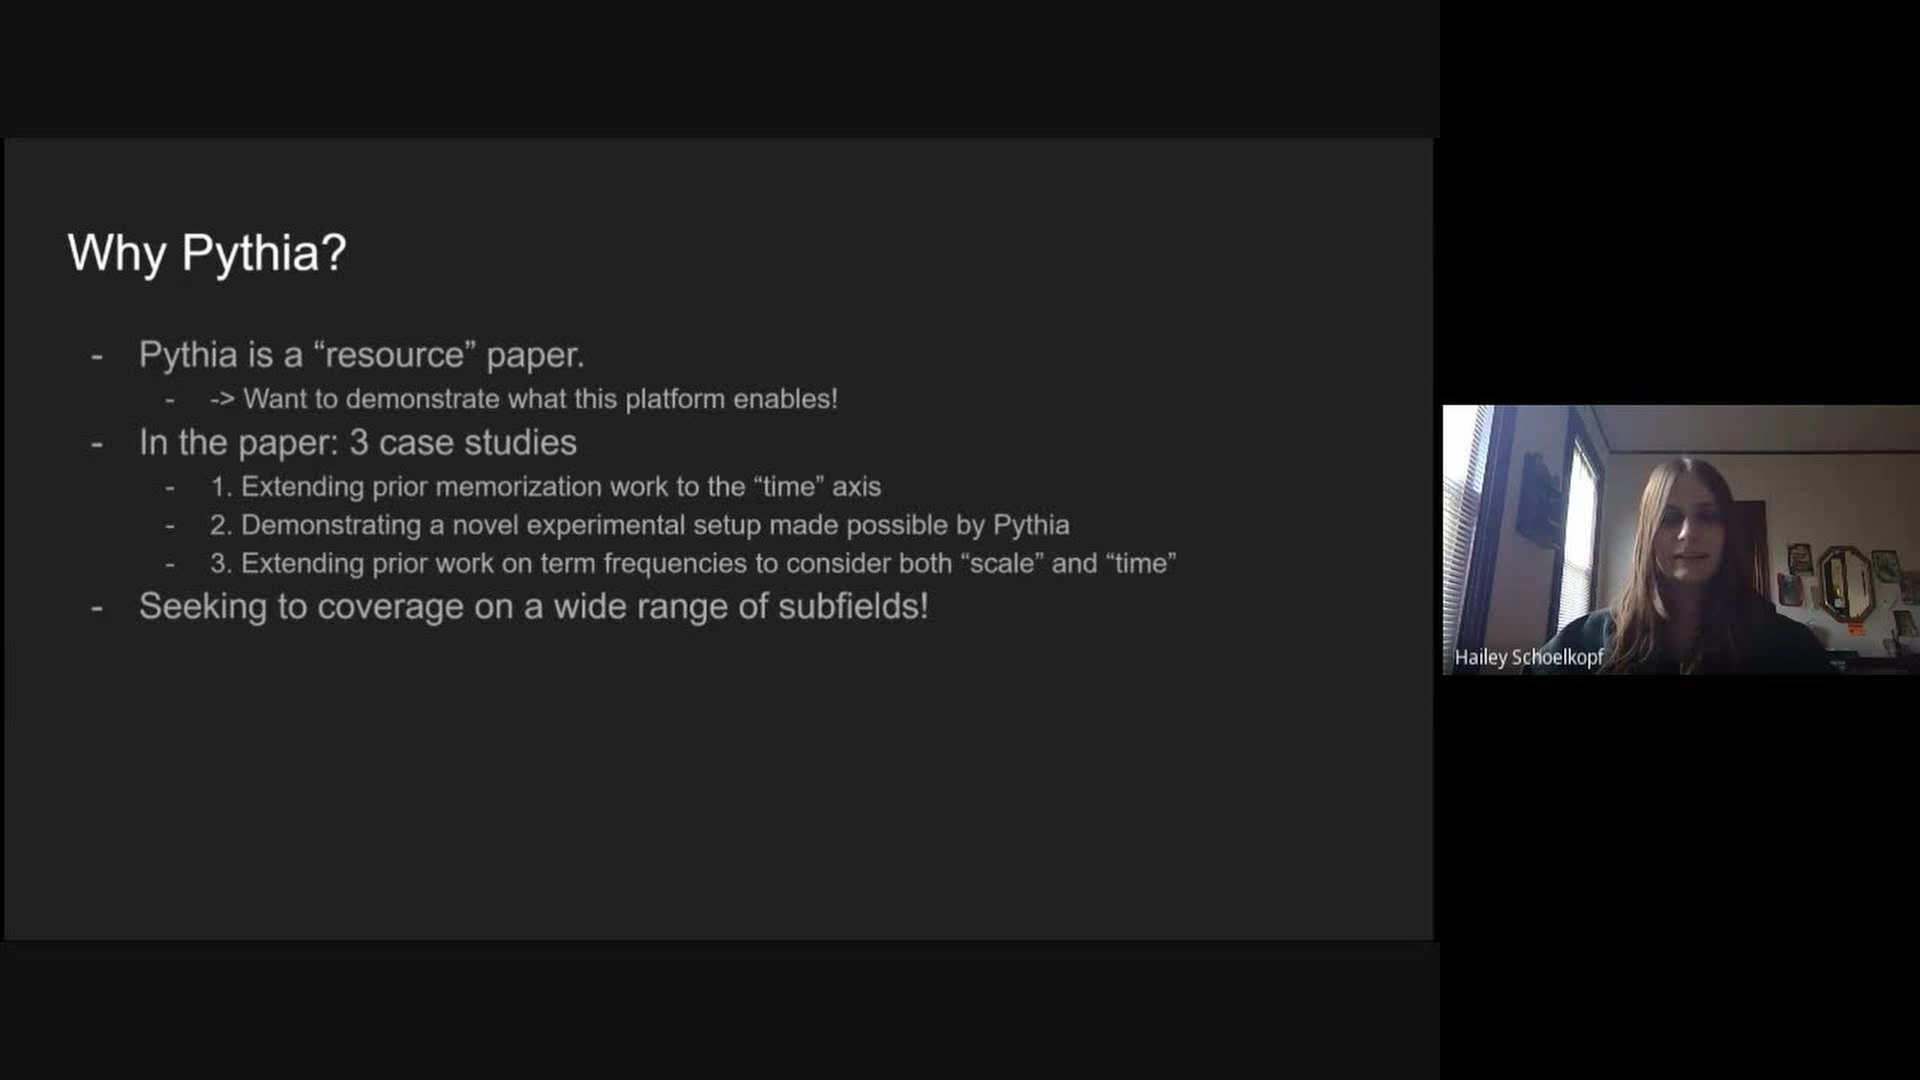 Why Pythia?
- Pythia is a “resource” paper.
- -> Want to demonstrate what this platform enables!
- In the paper: 3 case studies
- 1. Extending prior memorization work to the “time” axis
- 2. Demonstrating a novel experimental setup made possible by Pythia
- 3. Extending prior work on term frequencies to consider both “scale” and “time”
- Seeking to coverage on a wide range of subfields!
Hailey Schoelkopf